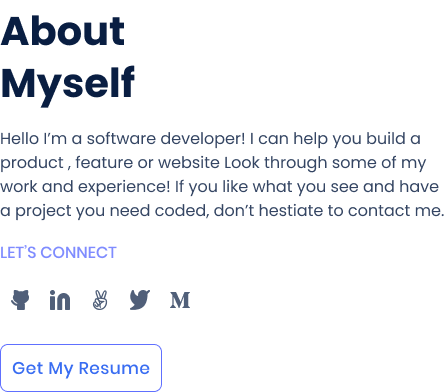 About
Myself
Hello I’m a software developer! I can help you build a
product , feature or website Look through some of my
work and experience! If you like what you see and have
a project you need coded, don’t hestiate to contact me.
LET’S CONNECT
Get My Resume